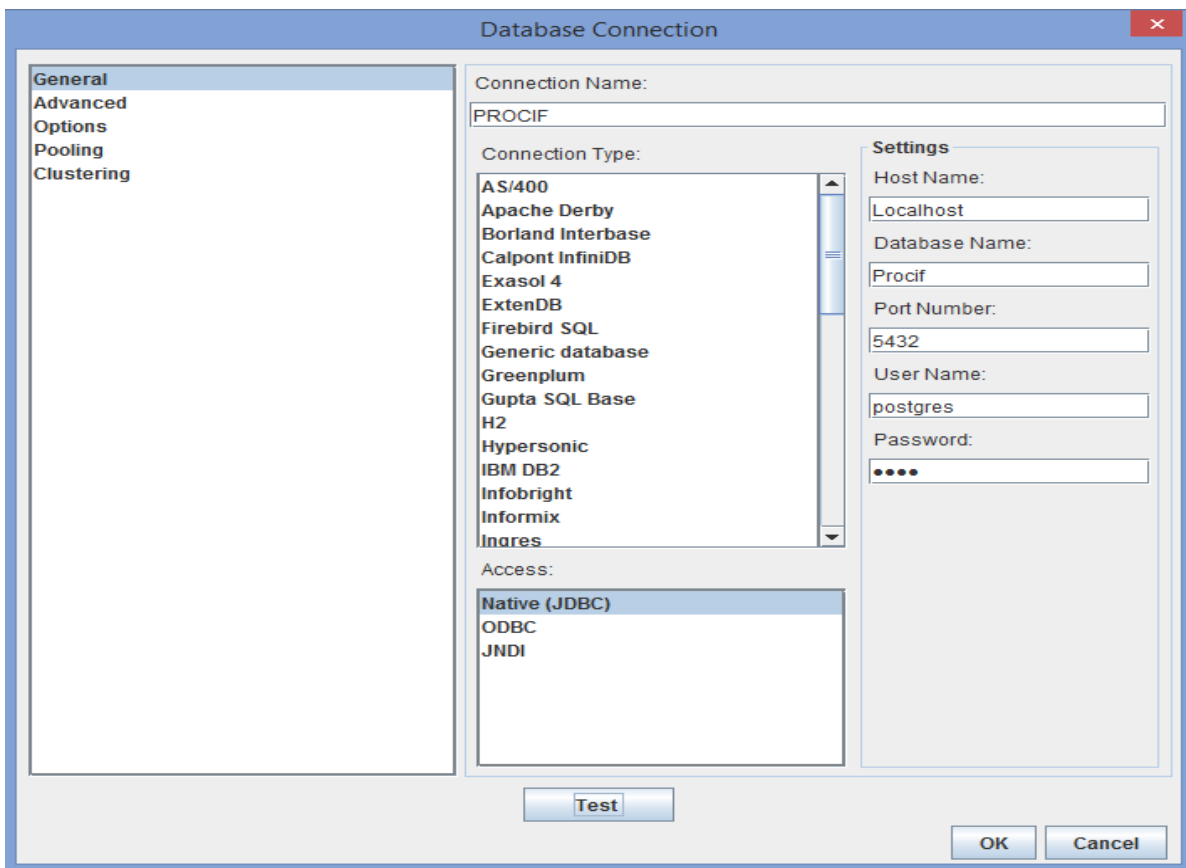 Database Connection
General
Advanced
Options
Pooling
Clustering
Connection Name:
PROCIF
Connection Type:
AS/400
Apache Derby
Borland Interbase
Calpont InfiniDB
Exasol 4
ExtenDB
Firebird SQL
Generic database
Greenplum
Gupta SQL Base
H2
Hypersonic
IBM DB2
Infobright
Informix
Ingres
Access:
Native (JDBC)
ODBC
JNDI
Settings
Host Name:
Localhost
Database Name:
Procif
Port Number:
5432
User Name:
postgres
Password:
••••
Test
OK
Cancel